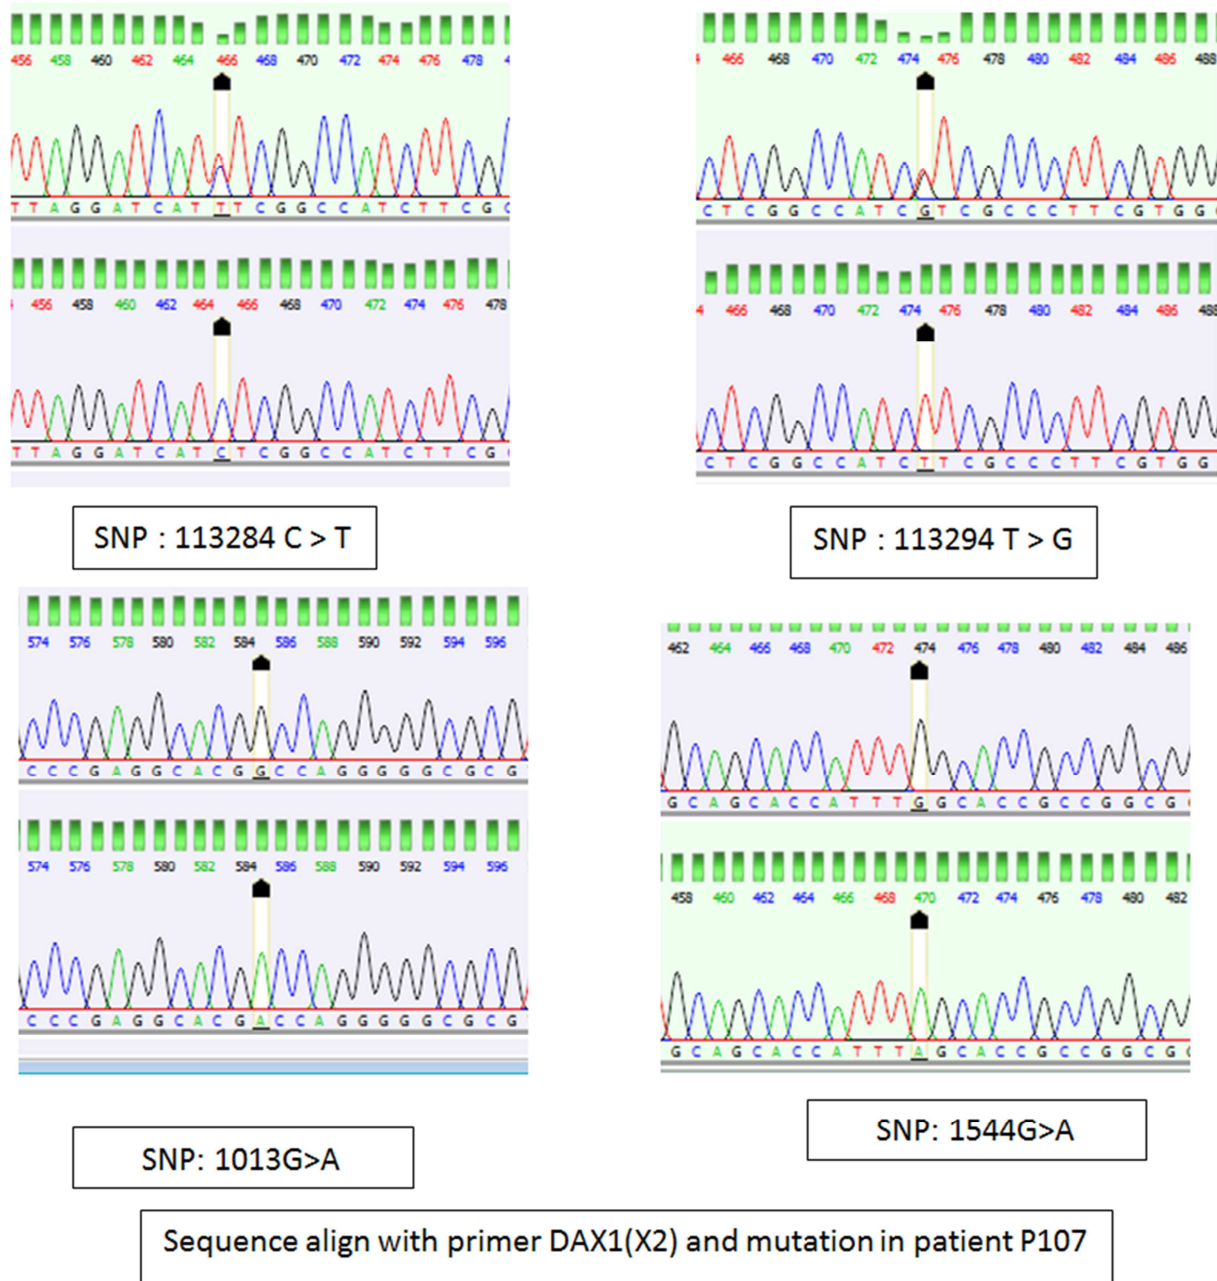 456 458 460 462 464 466 468 470 472 474 476 478
T T A G G A T C A T T T C G G C C A T C T T C G C
456 458 460 462 464 466 468 470 472 474 476 478
T T A G G A T C A T C T C G G C C A T C T T C G
SNP : 113284 C > T
466 468 470 472 474 476 478 480 482 484 486 488
C T C G G C C A T C G T C G C C C T T C G T G G
466 468 470 472 474 476 478 480 482 484 486 488
C T C G G C C A T C T T C G C C C T T C G T G G
SNP : 113294 T > G
574 576 578 580 582 584 586 588 590 592 594 596
C C C G A G G C A C G G C C A G G G G G C G C G
574 576 578 580 582 584 586 588 590 592 594 596
C C C G A G G C A C G A C C A G G G G G C G C G
SNP: 1013G>A
462 464 466 468 470 472 474 476 478 480 482 484 486
G C A G C A C C A T T T G G C A C C G C C G G C G
458 460 462 464 466 468 470 472 474 476 478 480 482
G C A G C A C C A T T T A G C A C C G C C G G C G
SNP: 1544G>A
Sequence align with primer DAX1(X2) and mutation in patient P107